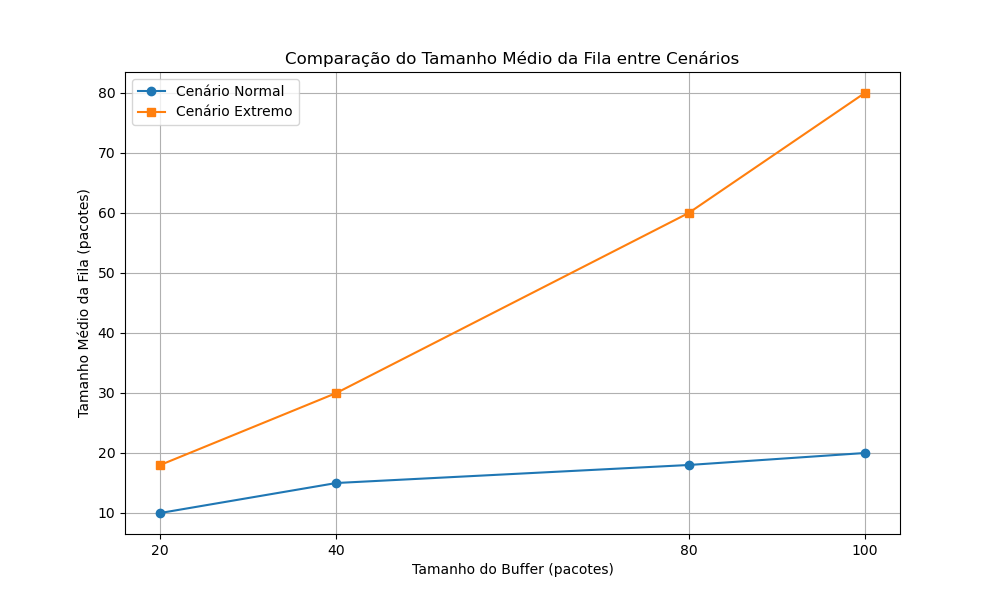 Comparação do Tamanho Médio da Fila entre Cenários
Cenário Normal
Cenário Extremo
Tamanho Médio da Fila (pacotes)
80
70
60
50
40
30
20
10
20 40 80 100
Tamanho do Buffer (pacotes)